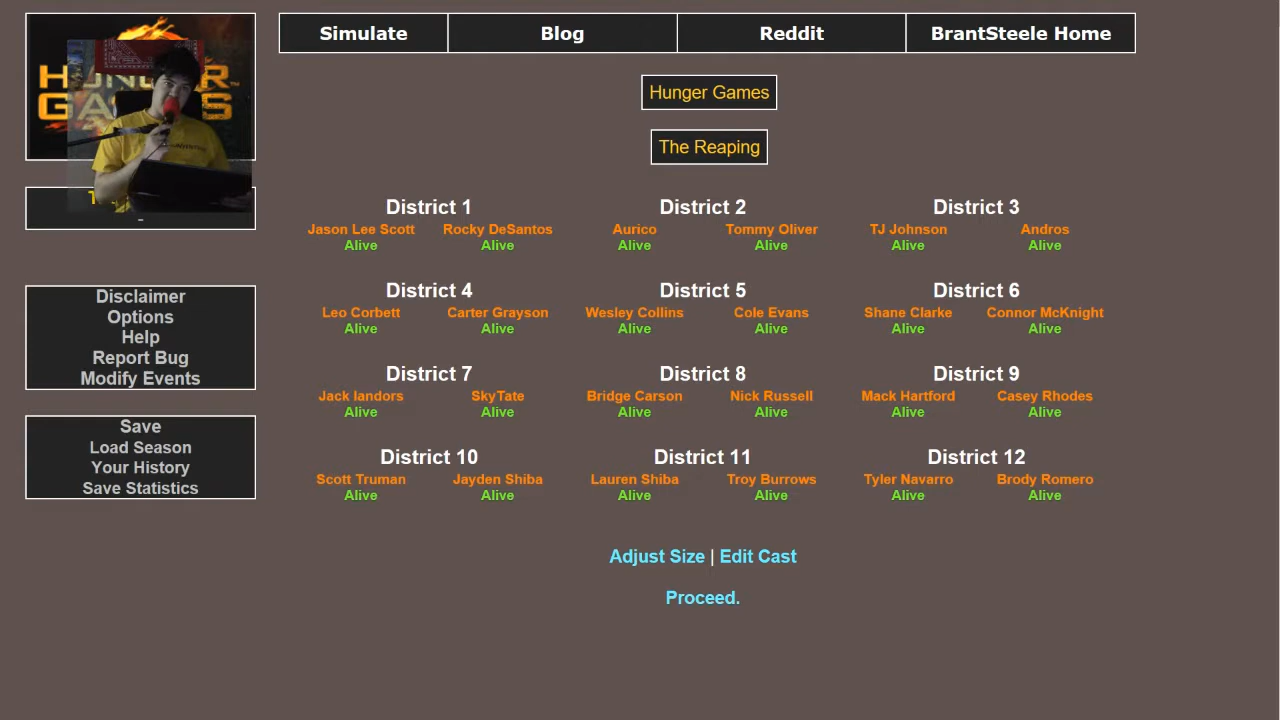 Simulate
Blog
Reddit
BrantSteele Home
Hunger Games
The Reaping
District 1
District 2
District 3
Jason Lee Scott
Rocky DeSantos
Aurico
Tommy Oliver
TJ Johnson
Andros
Alive
Alive
Alive
Alive
Alive
Alive
District 4
District 5
District 6
Leo Corbett
Carter Grayson
Wesley Collins
Cole Evans
Shane Clarke
Connor McKnight
Alive
Alive
Alive
Alive
Alive
Alive
District 7
District 8
District 9
Jack landors
SkyTate
Bridge Carson
Nick Russell
Mack Hartford
Casey Rhodes
Alive
Alive
Alive
Alive
Alive
Alive
District 10
District 11
District 12
Scott Truman
Jayden Shiba
Lauren Shiba
Troy Burrows
Tyler Navarro
Brody Romero
Alive
Alive
Alive
Alive
Alive
Alive
Adjust Size | Edit Cast
Proceed.
Disclaimer
Options
Help
Report Bug
Modify Events
Save
Load Season
Your History
Save Statistics